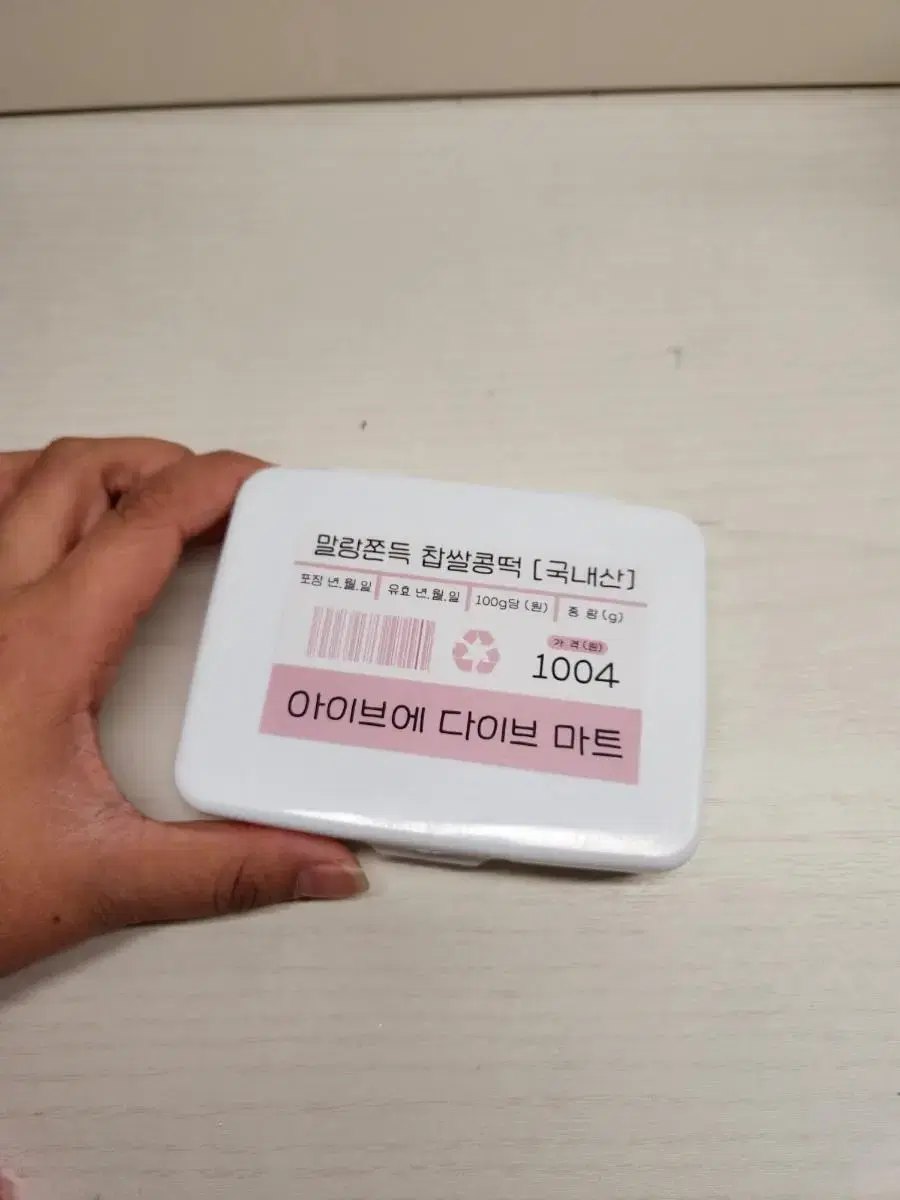 말랑쫀득 찹쌀콩떡 [국내산]
포장 년.월.일 유효 년.월.일 100g당 (원) 중 량 (g)
가 격 (원)
1004
아이브에 다이브 마트